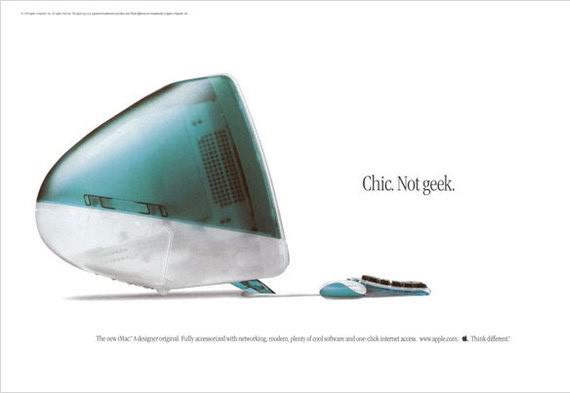 Chic. Not geek.
The new iMac.™ A designer original. Fully accessorized with networking, modem, plenty of cool software and one-click internet access. www.apple.com. Think different.™